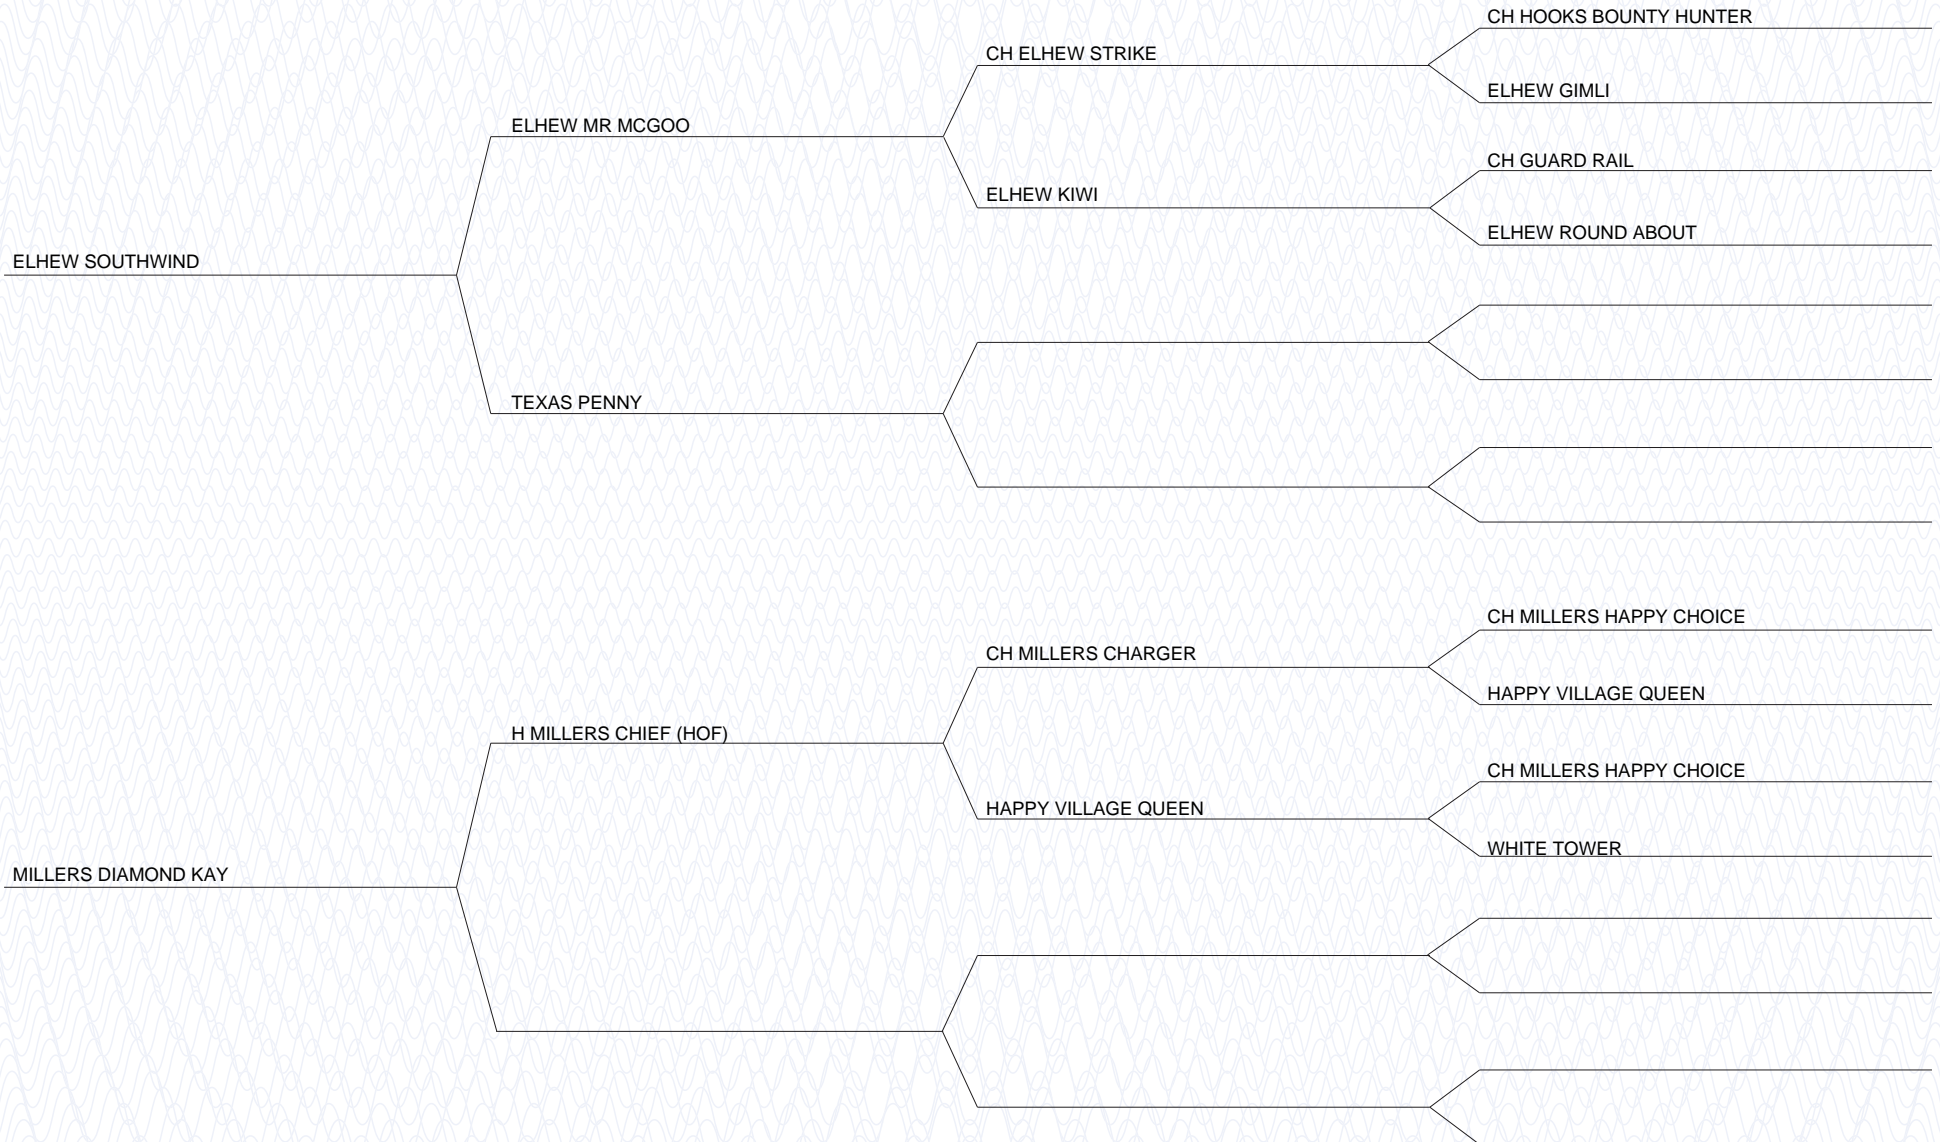 CH HOOKS BOUNTY HUNTER
CH ELHEW STRIKE
ELHEW GIMLI
ELHEW MR MCGOO
CH GUARD RAIL
ELHEW KIWI
ELHEW ROUND ABOUT
ELHEW SOUTHWIND
TEXAS PENNY
CH MILLERS HAPPY CHOICE
CH MILLERS CHARGER
HAPPY VILLAGE QUEEN
H MILLERS CHIEF (HOF)
CH MILLERS HAPPY CHOICE
HAPPY VILLAGE QUEEN
WHITE TOWER
MILLERS DIAMOND KAY